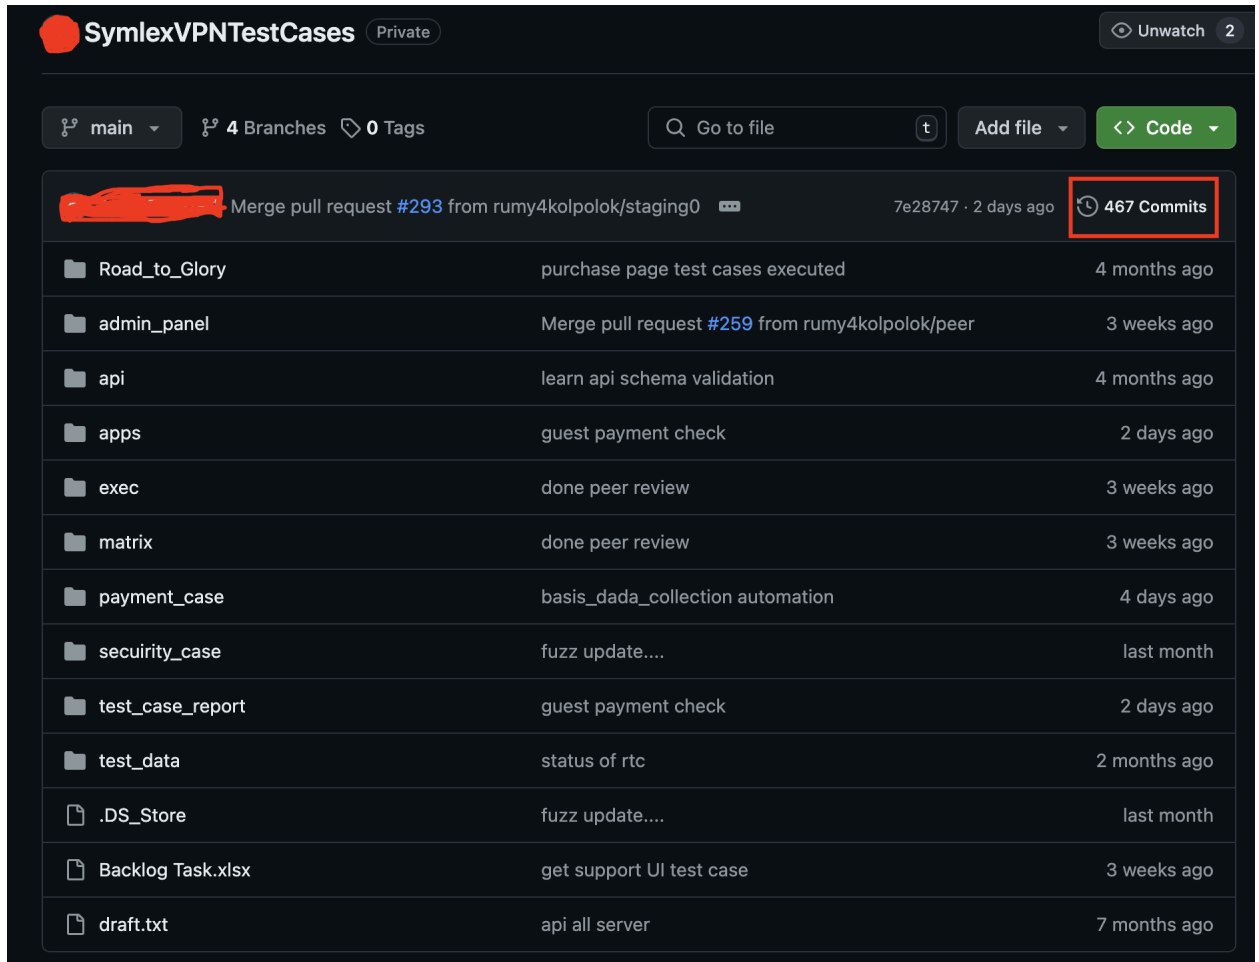 SymlexVPNTestCases Private Unwatch 2
main 4 Branches 0 Tags Go to file t Add file Code
Merge pull request #293 from rumy4kolpolok/staging0 7e28747 · 2 days ago 467 Commits
Road_to_Glory purchase page test cases executed 4 months ago
admin_panel Merge pull request #259 from rumy4kolpolok/peer 3 weeks ago
api learn api schema validation 4 months ago
apps guest payment check 2 days ago
exec done peer review 3 weeks ago
matrix done peer review 3 weeks ago
payment_case basis_dada_collection automation 4 days ago
secuirity_case fuzz update.... last month
test_case_report guest payment check 2 days ago
test_data status of rtc 2 months ago
.DS_Store fuzz update.... last month
Backlog Task.xlsx get support UI test case 3 weeks ago
draft.txt api all server 7 months ago